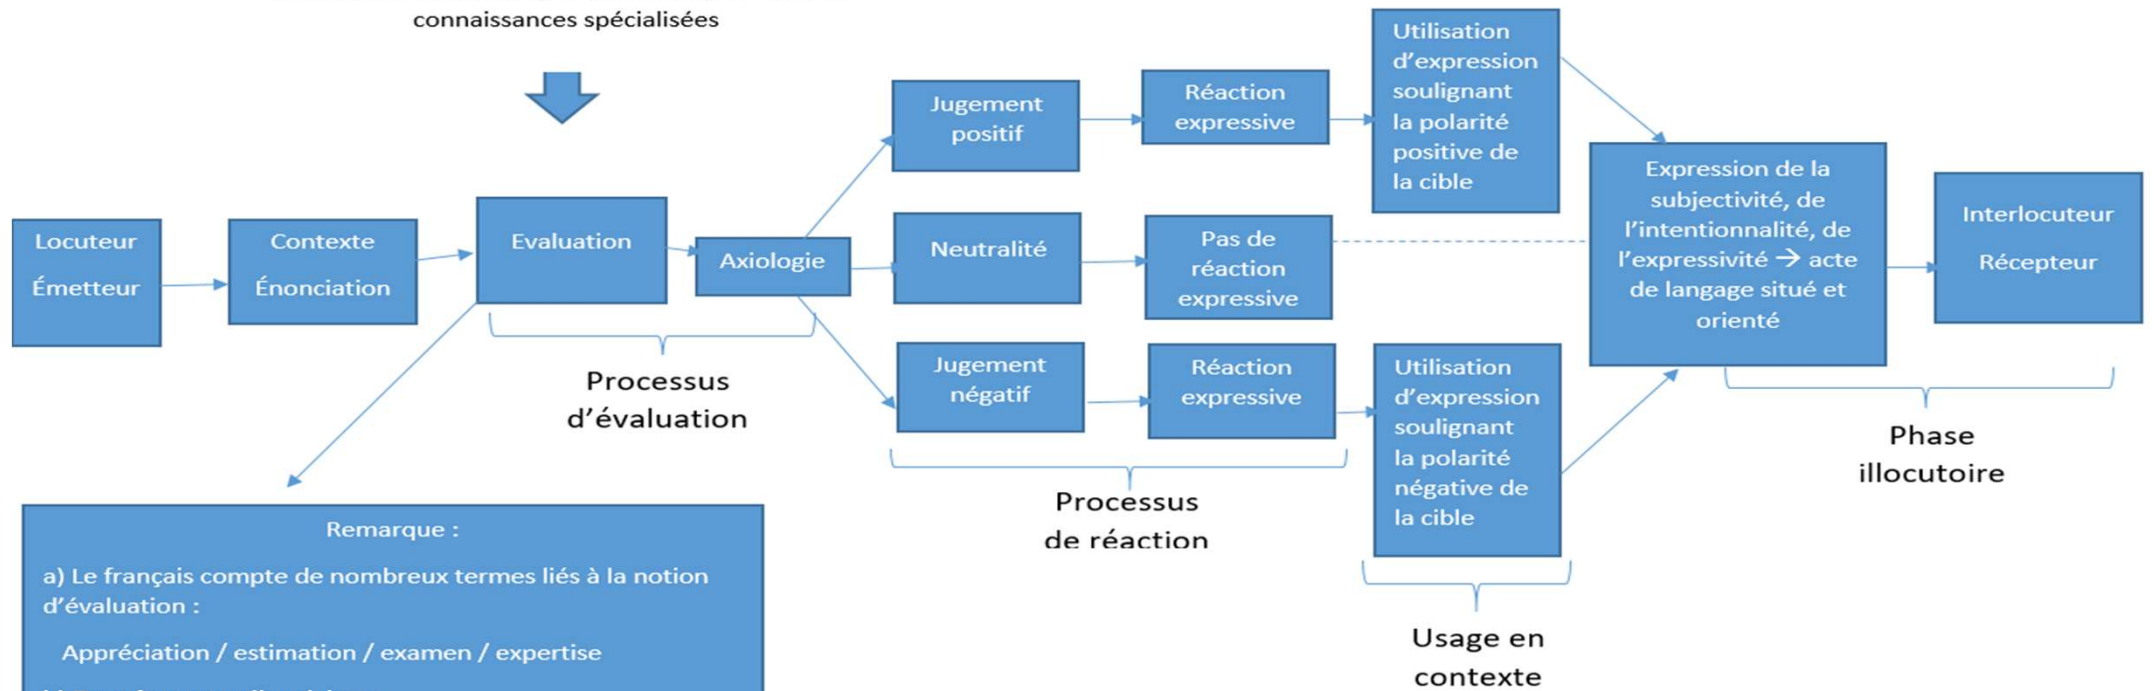 connaissances spécialisées
Locuteur
Émetteur
Contexte
Énonciation
Evaluation
Axiologie
Processus
d’évaluation
Jugement
positif
Réaction
expressive
Utilisation
d’expression
soulignant
la polarité
positive de
la cible
Neutralité
Pas de
réaction
expressive
Jugement
négatif
Réaction
expressive
Utilisation
d’expression
soulignant
la polarité
négative de
la cible
Processus
de réaction
Usage en
contexte
Expression de la
subjectivité, de
l’intentionnalité, de
l’expressivité → acte
de langage situé et
orienté
Interlocuteur
Récepteur
Phase
illocutoire
Remarque :
a) Le français compte de nombreux termes liés à la notion
d’évaluation :
Appréciation / estimation / examen / expertise